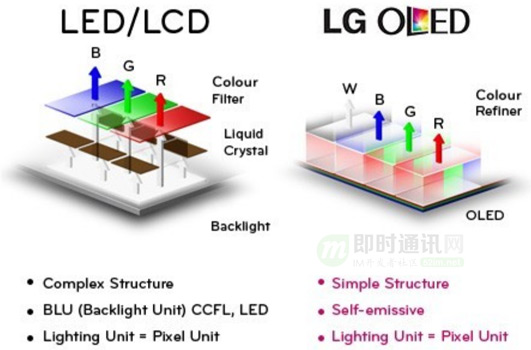 LED/LCD
B
G
R
Colour
Filter
Liquid
Crystal
Backlight
• Complex Structure
• BLU (Backlight Unit) CCFL, LED
• Lighting Unit = Pixel Unit
LG OLED
W
B
G
R
Colour
Refiner
OLED
即时通讯网
• Simple Structure
• Self-emissive
• Lighting Unit = Pixel Unit